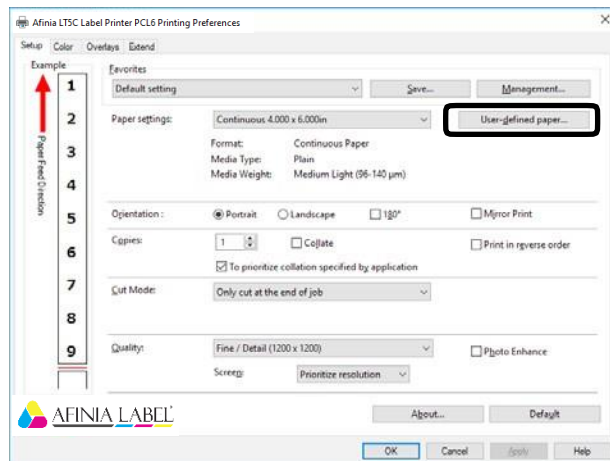 Afinia LT5C Label Printer PCL6 Printing Preferences
Setup Color Overlays Extend
Example
Paper Feed Direction
1
2
3
4
5
6
7
8
9
Favorites
Default setting Save... Management...
Paper settings: Continuous 4.000 x 6.000in User-defined paper...
Format: Continuous Paper
Media Type: Plain
Media Weight: Medium Light (96-140 μm)
Orientation : Portrait Landscape 180° Mirror Print
Copies: 1 Collate Print in reverse order
To prioritize collation specified by application
Cut Mode: Only cut at the end of job
Quality: Fine / Detail (1200 x 1200) Photo Enhance
Screen: Prioritize resolution
AFINIA LABEL
About... Default
OK Cancel Apply Help